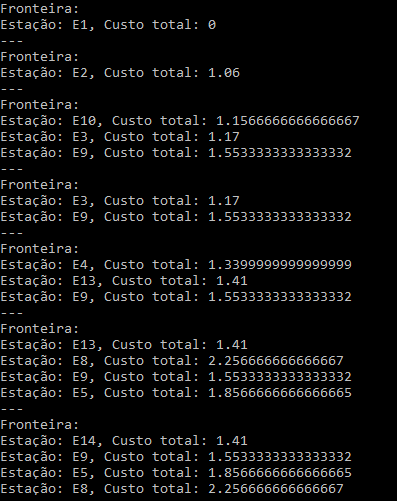 Fronteira:
Estação: E1, Custo total: 0
---
Fronteira:
Estação: E2, Custo total: 1.06
---
Fronteira:
Estação: E10, Custo total: 1.1566666666666667
Estação: E3, Custo total: 1.17
Estação: E9, Custo total: 1.5533333333333332
---
Fronteira:
Estação: E3, Custo total: 1.17
Estação: E9, Custo total: 1.5533333333333332
---
Fronteira:
Estação: E4, Custo total: 1.3399999999999999
Estação: E13, Custo total: 1.41
Estação: E9, Custo total: 1.5533333333333332
---
Fronteira:
Estação: E13, Custo total: 1.41
Estação: E8, Custo total: 2.256666666666667
Estação: E9, Custo total: 1.5533333333333332
Estação: E5, Custo total: 1.8566666666666665
---
Fronteira:
Estação: E14, Custo total: 1.41
Estação: E9, Custo total: 1.5533333333333332
Estação: E5, Custo total: 1.8566666666666665
Estação: E8, Custo total: 2.256666666666667